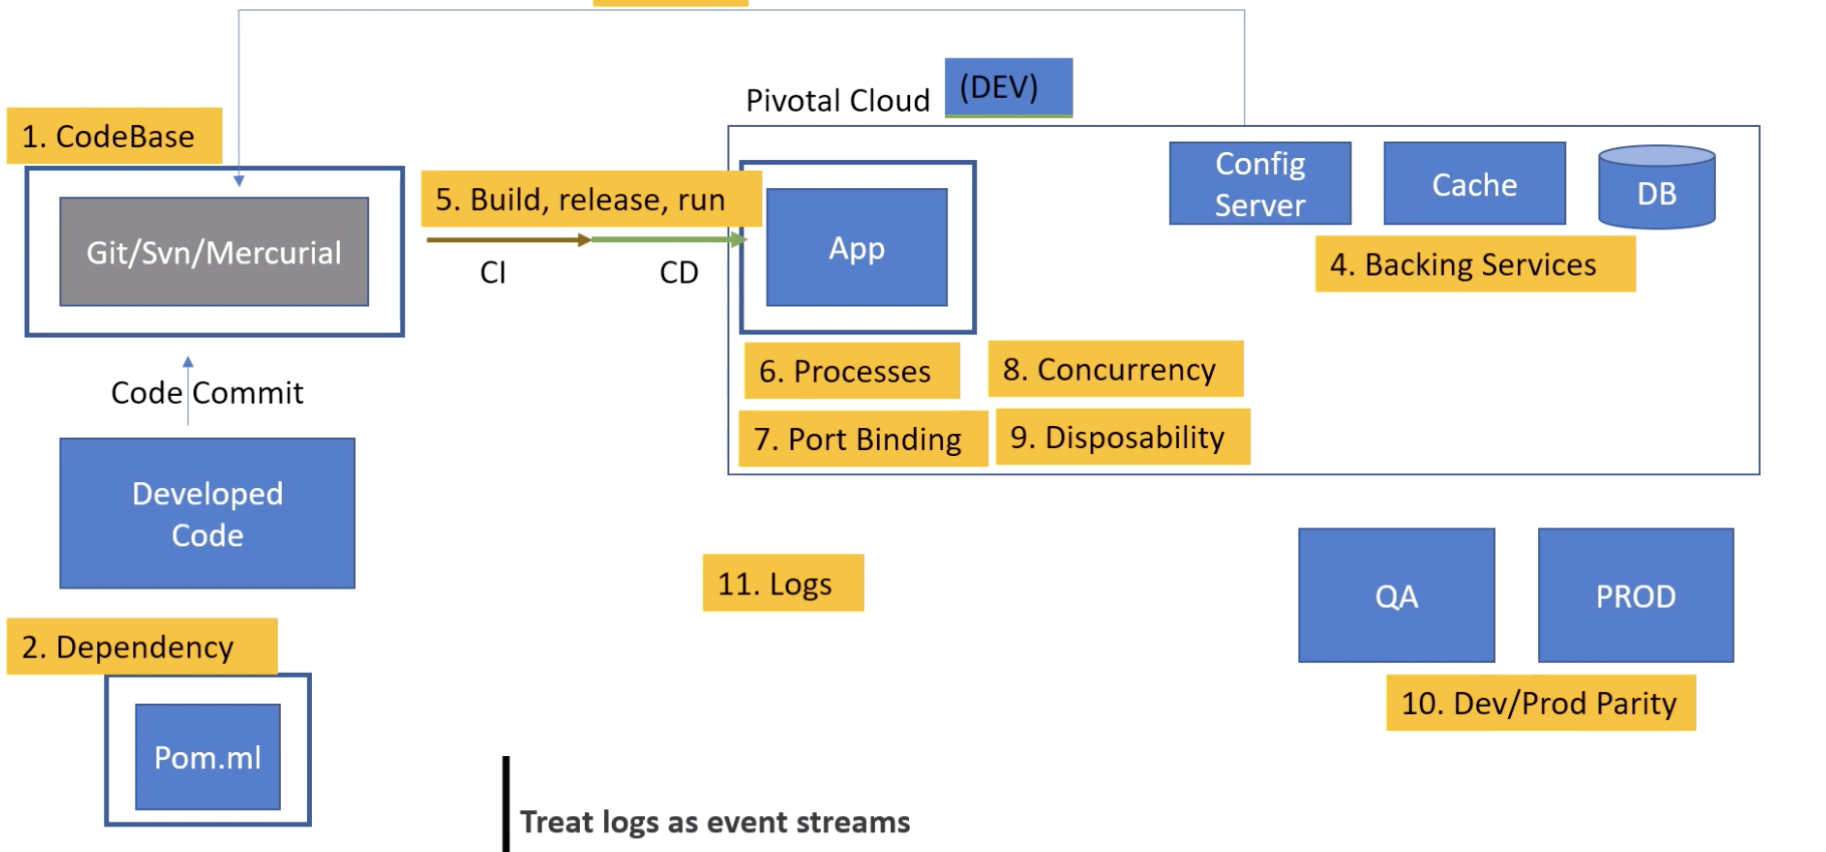 Pivotal Cloud
(DEV)
1. CodeBase
Git/Svn/Mercurial
5. Build, release, run
CI
CD
App
Config
Server
Cache
DB
4. Backing Services
6. Processes
8. Concurrency
7. Port Binding
9. Disposability
Code Commit
Developed
Code
11. Logs
QA
PROD
10. Dev/Prod Parity
2. Dependency
Pom.ml
Treat logs as event streams